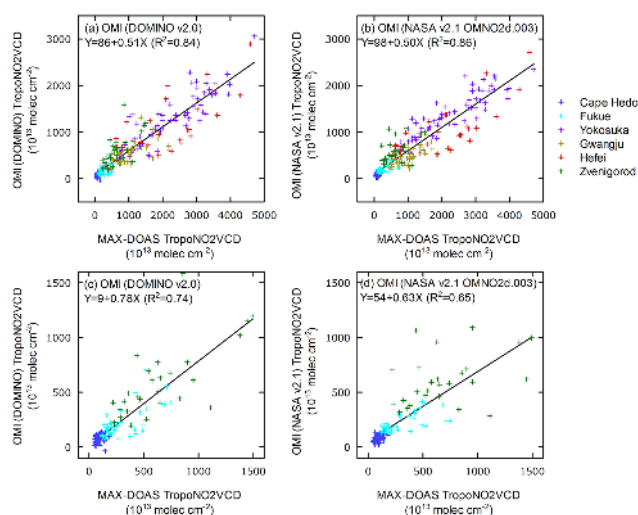 (a) OMI (DOMINO v2.0)
Y=86+0.51X (R²=0.84)
3000
2000
1000
0
OMI (DOMINO) TropoNO2VCD
(10¹³ molec cm⁻²)
0 1000 2000 3000 4000 5000
MAX-DOAS TropoNO2VCD
(10¹³ molec cm⁻²)
(b) OMI (NASA v2.1 OMNO2d.003)
Y=98+0.50X (R²=0.86)
3000
2000
1000
0
OMI (NASA v2.1) TropoNO2VCD
(10¹³ molec cm⁻²)
0 1000 2000 3000 4000 5000
MAX-DOAS TropoNO2VCD
(10¹³ molec cm⁻²)
Cape Hedo
Fukue
Yokosuka
Gwangju
Hefei
Zvenigorod
(c) OMI (DOMINO v2.0)
Y=9+0.78X (R²=0.74)
1500
1000
500
0
OMI (DOMINO) TropoNO2VCD
(10¹³ molec cm⁻²)
0 500 1000 1500
MAX-DOAS TropoNO2VCD
(10¹³ molec cm⁻²)
(d) OMI (NASA v2.1 OMNO2d.003)
Y=54+0.63X (R²=0.65)
1500
1000
500
0
OMI (NASA v2.1) TropoNO2VCD
(10¹³ molec cm⁻²)
0 500 1000 1500
MAX-DOAS TropoNO2VCD
(10¹³ molec cm⁻²)